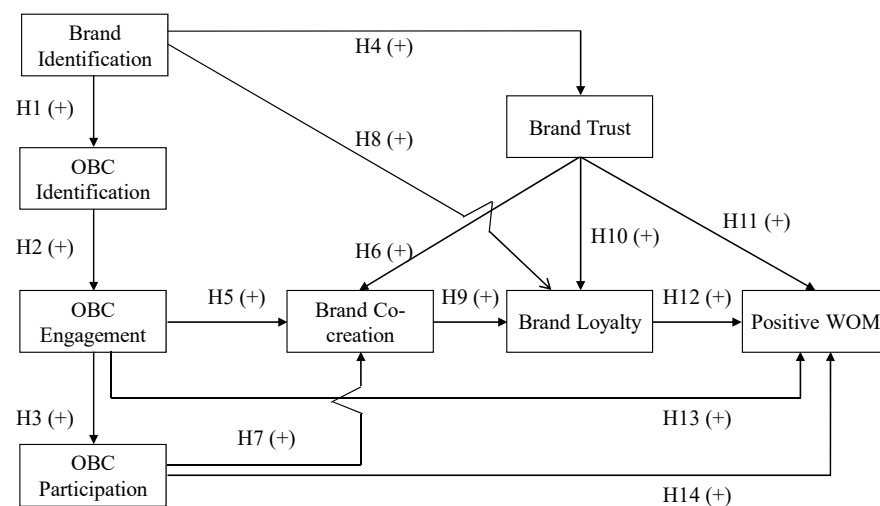 Brand
Identification
H4 (+)
H1 (+)
H8 (+)
Brand Trust
OBC
Identification
H2 (+)
H6 (+)
H10 (+)
H11 (+)
OBC
Engagement
H5 (+)
Brand Co-
creation
H9 (+)
Brand Loyalty
H12 (+)
Positive WOM
H3 (+)
H7 (+)
H13 (+)
OBC
Participation
H14 (+)